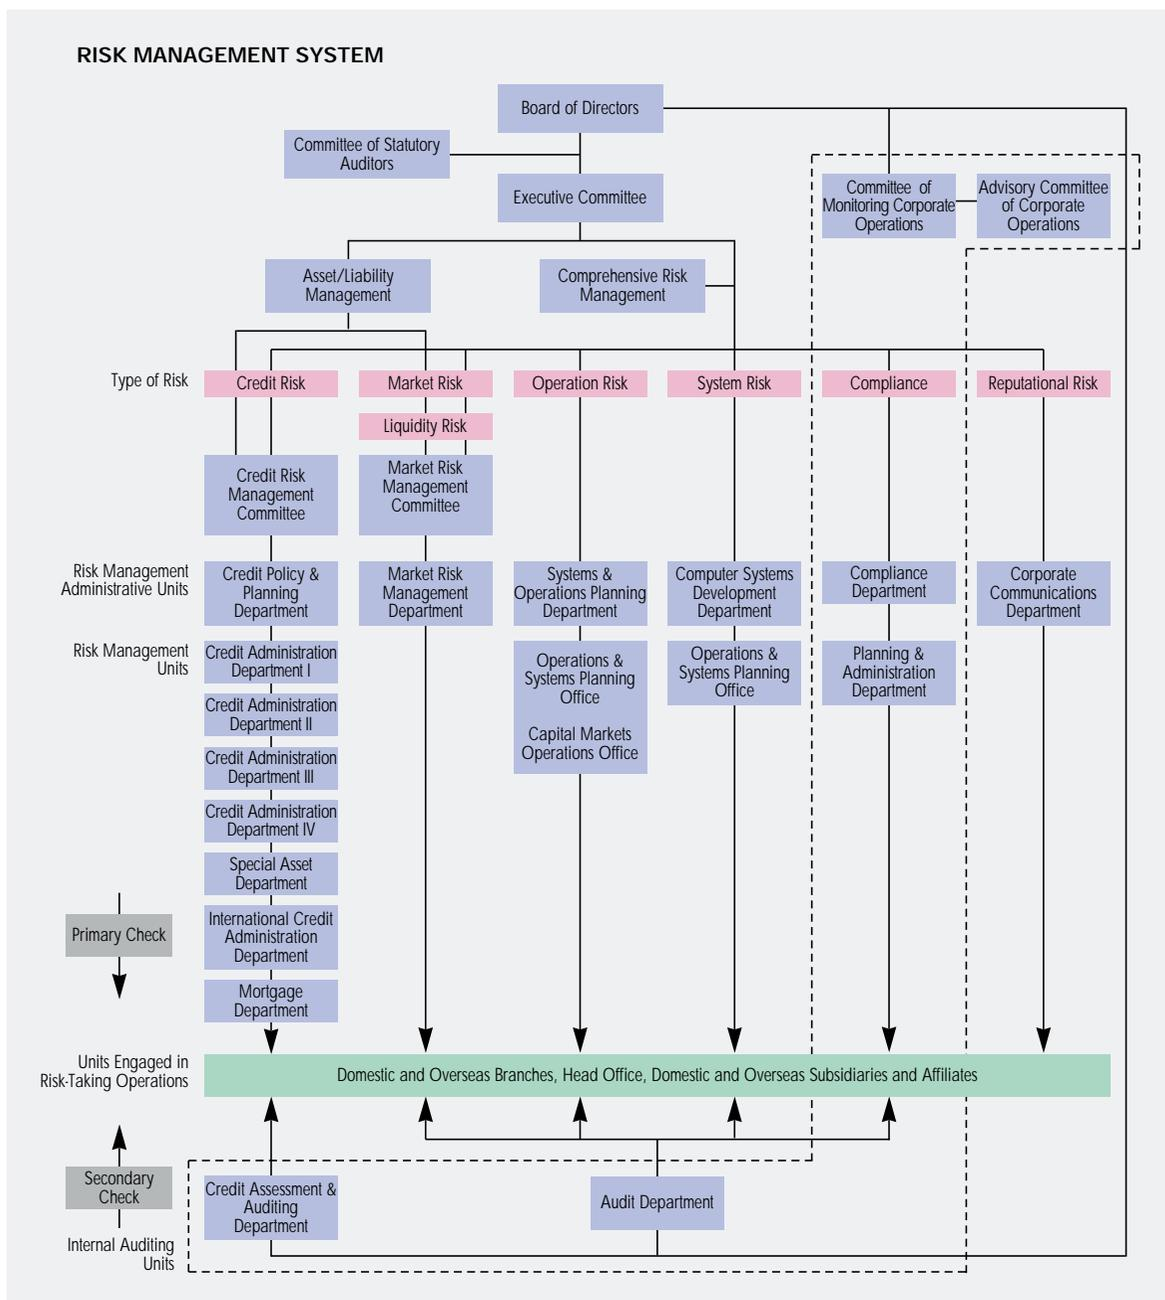 RISK MANAGEMENT SYSTEM
Board of Directors
Committee of Statutory
Auditors
Executive Committee
Committee of
Monitoring Corporate
Operations
Advisory Committee
of Corporate
Operations
Asset/Liability
Management
Comprehensive Risk
Management
Type of Risk
Credit Risk
Market Risk
Operation Risk
System Risk
Compliance
Reputational Risk
Liquidity Risk
Credit Risk
Management
Committee
Market Risk
Management
Committee
Risk Management
Administrative Units
Credit Policy &
Planning
Department
Market Risk
Management
Department
Systems &
Operations Planning
Department
Computer Systems
Development
Department
Compliance
Department
Corporate
Communications
Department
Risk Management
Units
Credit Administration
Department I
Operations &
Systems Planning
Office
Capital Markets
Operations Office
Operations &
Systems Planning
Office
Planning &
Administration
Department
Credit Administration
Department II
Credit Administration
Department III
Credit Administration
Department IV
Special Asset
Department
International Credit
Administration
Department
Primary Check
Mortgage
Department
Units Engaged in
Risk-Taking Operations
Domestic and Overseas Branches, Head Office, Domestic and Overseas Subsidiaries and Affiliates
Secondary
Check
Credit Assessment &
Auditing
Department
Audit Department
Internal Auditing
Units